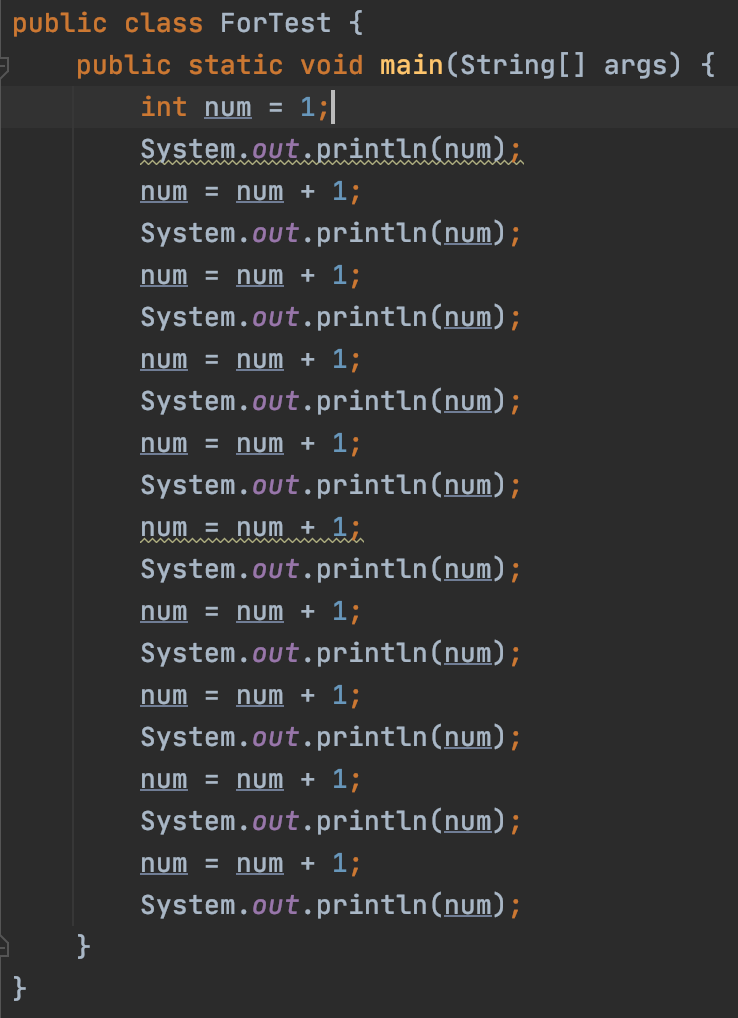 public class ForTest {
public static void main(String[] args) {
int num = 1;
System.out.println(num);
num = num + 1;
System.out.println(num);
num = num + 1;
System.out.println(num);
num = num + 1;
System.out.println(num);
num = num + 1;
System.out.println(num);
num = num + 1;
System.out.println(num);
num = num + 1;
System.out.println(num);
num = num + 1;
System.out.println(num);
num = num + 1;
System.out.println(num);
num = num + 1;
System.out.println(num);
}
}